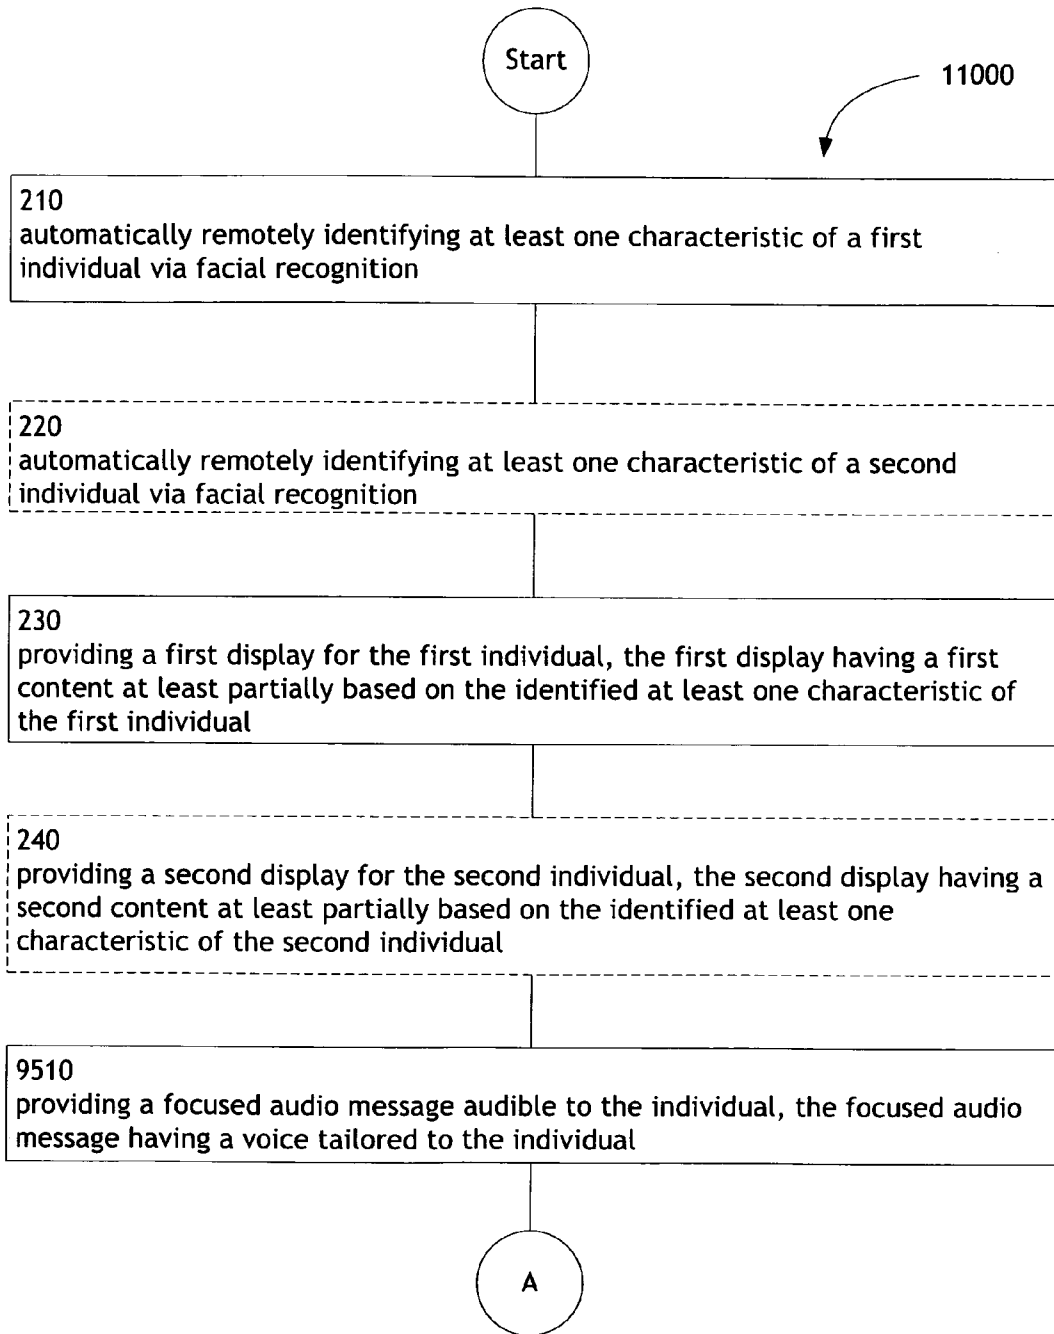 Start
11000
210
automatically remotely identifying at least one characteristic of a first
individual via facial recognition
220
automatically remotely identifying at least one characteristic of a second
individual via facial recognition
230
providing a first display for the first individual, the first display having a first
content at least partially based on the identified at least one characteristic of
the first individual
240
providing a second display for the second individual, the second display having a
second content at least partially based on the identified at least one
characteristic of the second individual
9510
providing a focused audio message audible to the individual, the focused audio
message having a voice tailored to the individual
A